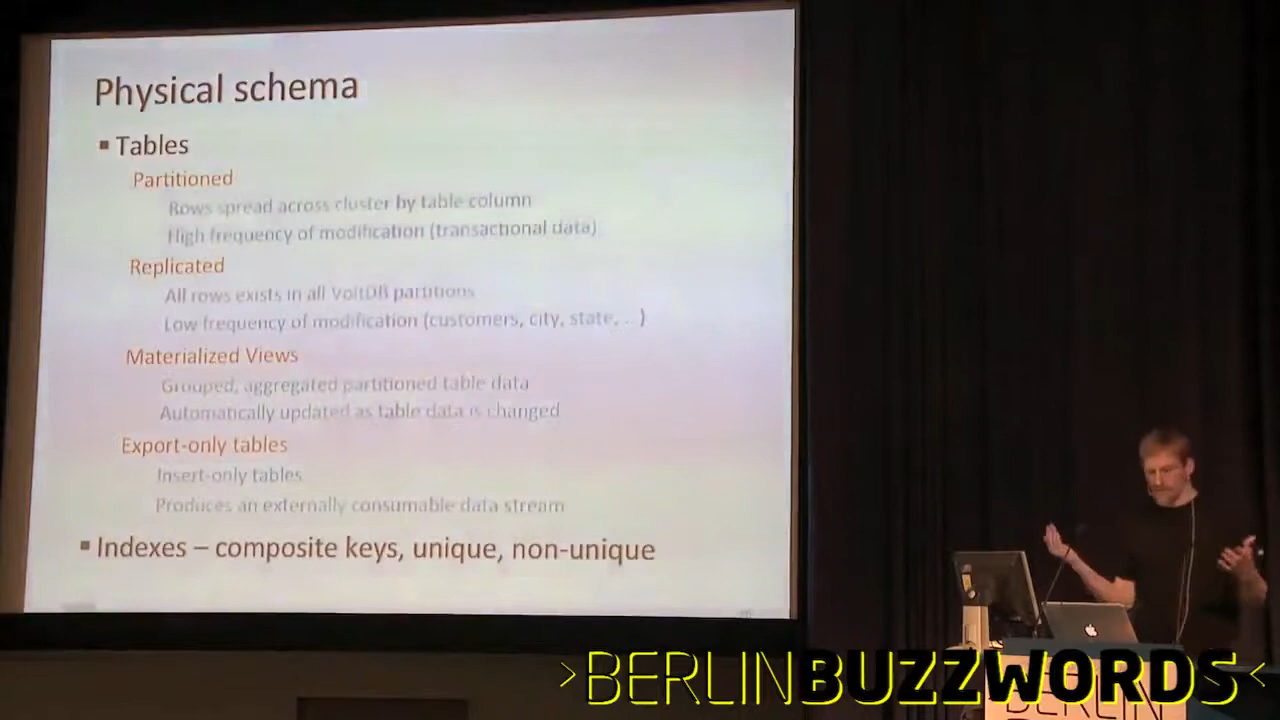 Physical schema
▪ Tables
Partitioned
Rows spread across cluster by table column
High frequency of modification (transactional data)
Replicated
All rows exists in all VoltDB partitions
Low frequency of modification (customers, city, state, ...)
Materialized Views
Grouped, aggregated partitioned table data
Automatically updated as table data is changed
Export-only tables
Insert-only tables
Produces an externally consumable data stream
▪ Indexes – composite keys, unique, non-unique
>BERLINBUZZWORDS<
BERLIN